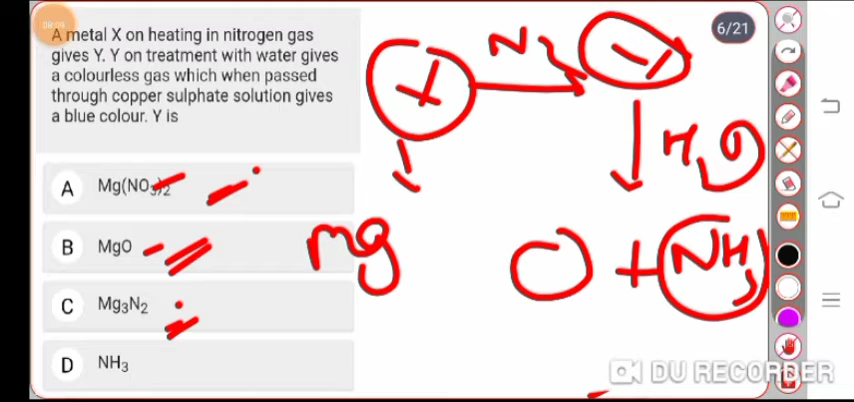 08:09
A metal X on heating in nitrogen gas
gives Y. Y on treatment with water gives
a colourless gas which when passed
through copper sulphate solution gives
a blue colour. Y is
A Mg(NO3)2
B MgO
C Mg3N2
D NH3
X N2 Y
H2O
Mg
+ NH3
6/21
DU RECORDER